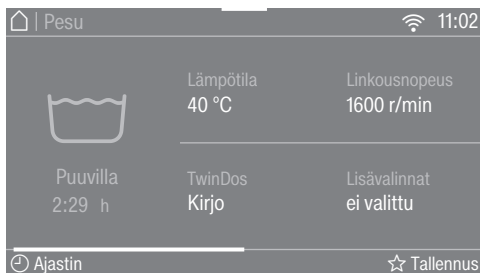 | Pesu 11:02
Lämpötila Linkousnopeus
40 °C 1600 r/min
Puuvilla TwinDos Lisävalinnat
2:29 h Kirjo ei valittu
Ajastin Tallennus